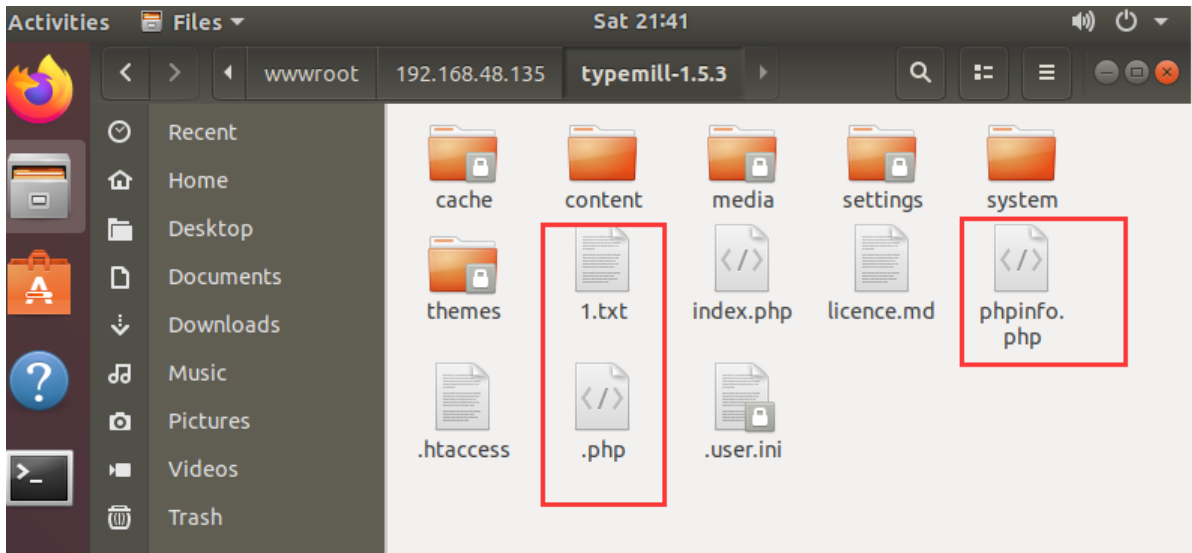 Activities Files Sat 21:41
wwwroot 192.168.48.135 typemill-1.5.3
Recent
Home
Desktop
Documents
Downloads
Music
Pictures
Videos
Trash
cache content media settings system
themes 1.txt index.php licence.md phpinfo.
php
.htaccess .php .user.ini